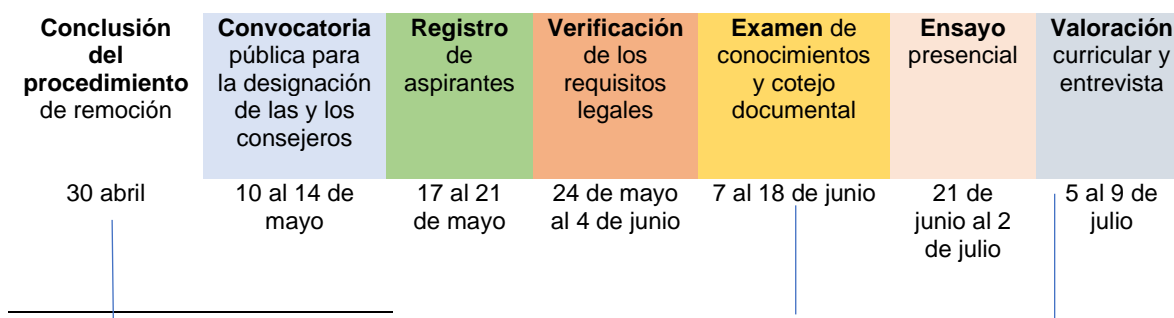 Conclusión
del
procedimiento
de remoción
Convocatoria
pública para
la designación
de las y los
consejeros
Registro
de
aspirantes
Verificación
de los
requisitos
legales
Examen de
conocimientos
y cotejo
documental
Ensayo
presencial
Valoración
curricular y
entrevista
30 abril
10 al 14 de
mayo
17 al 21
de mayo
24 de mayo
al 4 de junio
7 al 18 de junio
21 de
junio al 2
de julio
5 al 9 de
julio